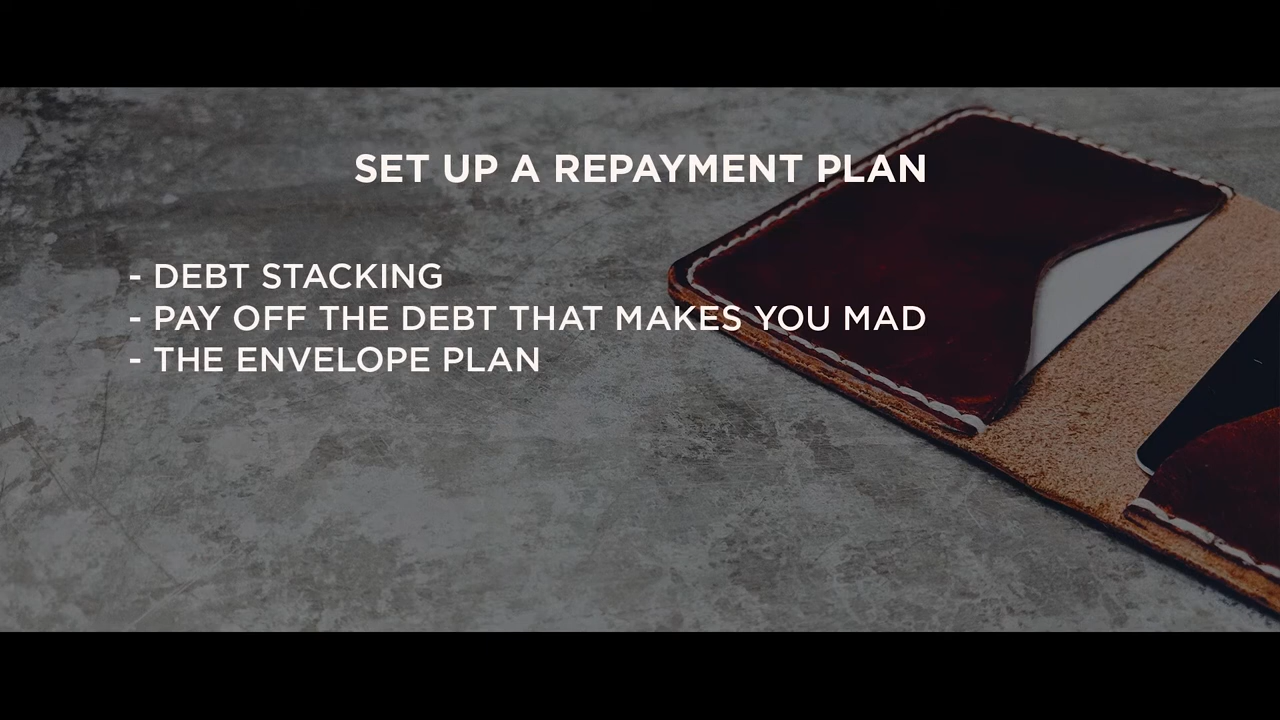 SET UP A REPAYMENT PLAN
- DEBT STACKING
- PAY OFF THE DEBT THAT MAKES YOU MAD
- THE ENVELOPE PLAN